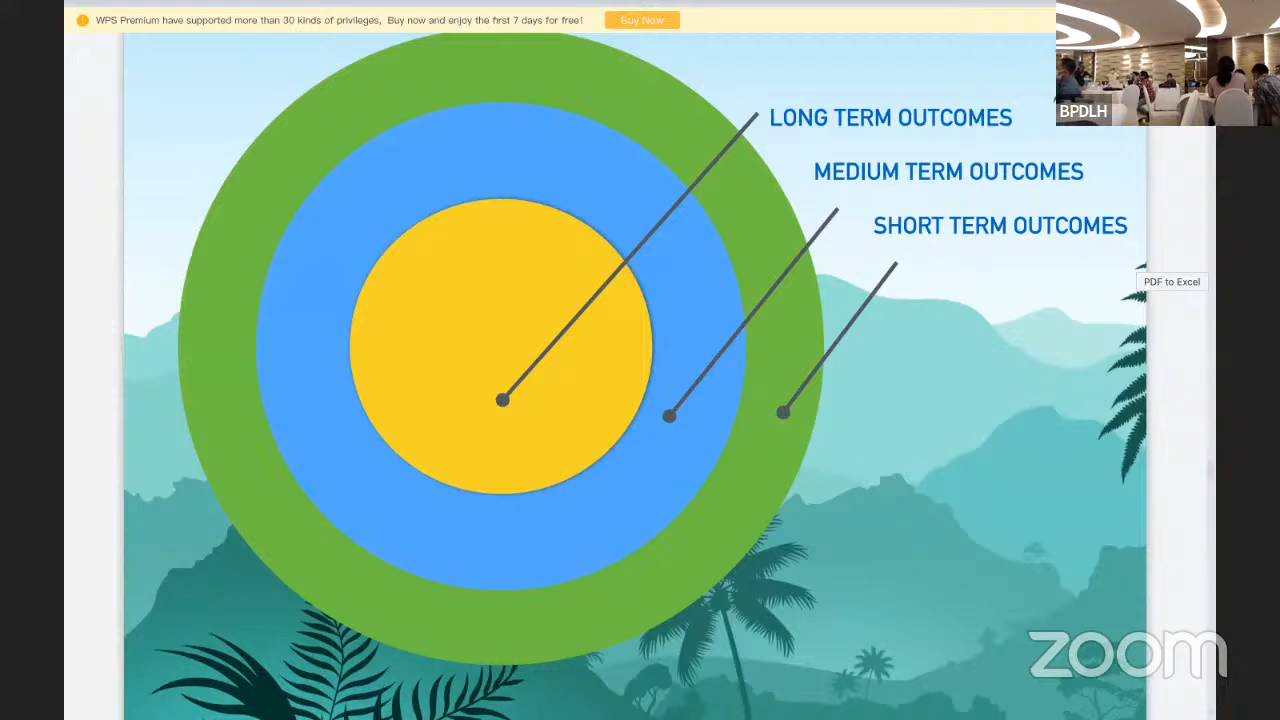 WPS Premium have supported more than 30 kinds of privileges, Buy now and enjoy the first 7 days for free!
Buy Now
BPDLH
LONG TERM OUTCOMES
MEDIUM TERM OUTCOMES
SHORT TERM OUTCOMES
PDF to Excel
zoom